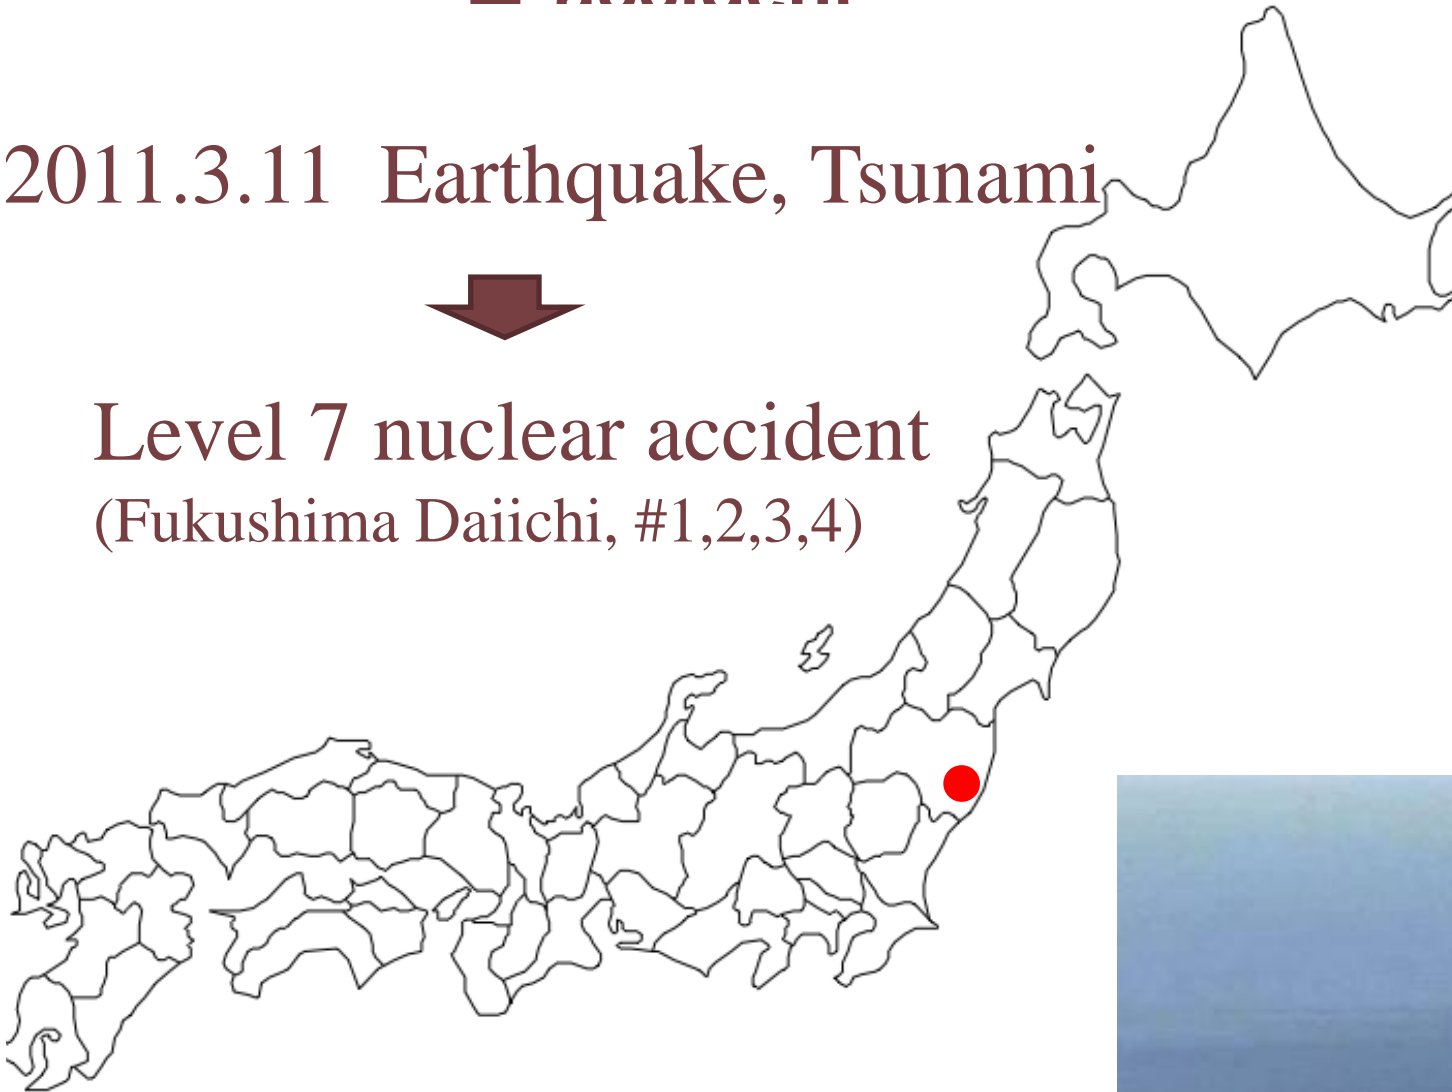 2011.3.11 Earthquake, Tsunami
Level 7 nuclear accident
(Fukushima Daiichi, #1,2,3,4)